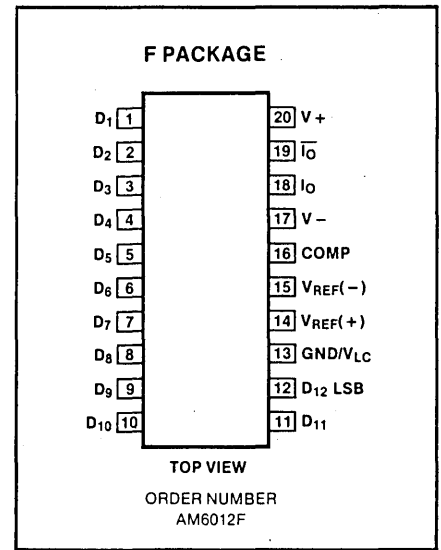 F PACKAGE
D1 1 20 V+
D2 2 19 I̅O̅
D3 3 18 IO
D4 4 17 V-
D5 5 16 COMP
D6 6 15 VREF(-)
D7 7 14 VREF(+)
D8 8 13 GND/VLC
D9 9 12 D12 LSB
D10 10 11 D11
TOP VIEW
ORDER NUMBER
AM6012F